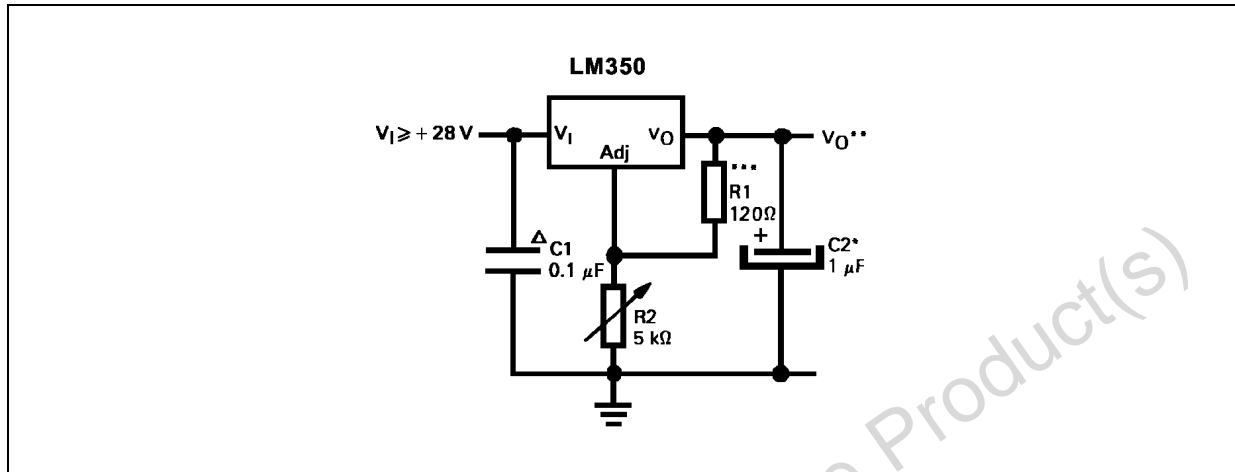 LM350
V_I ≥ + 28 V
V_I
V_O
Adj
V_O**
***
R1
120Ω
Δ C1
0.1 μF
+
C2*
1 μF
R2
5 kΩ
Product(s)